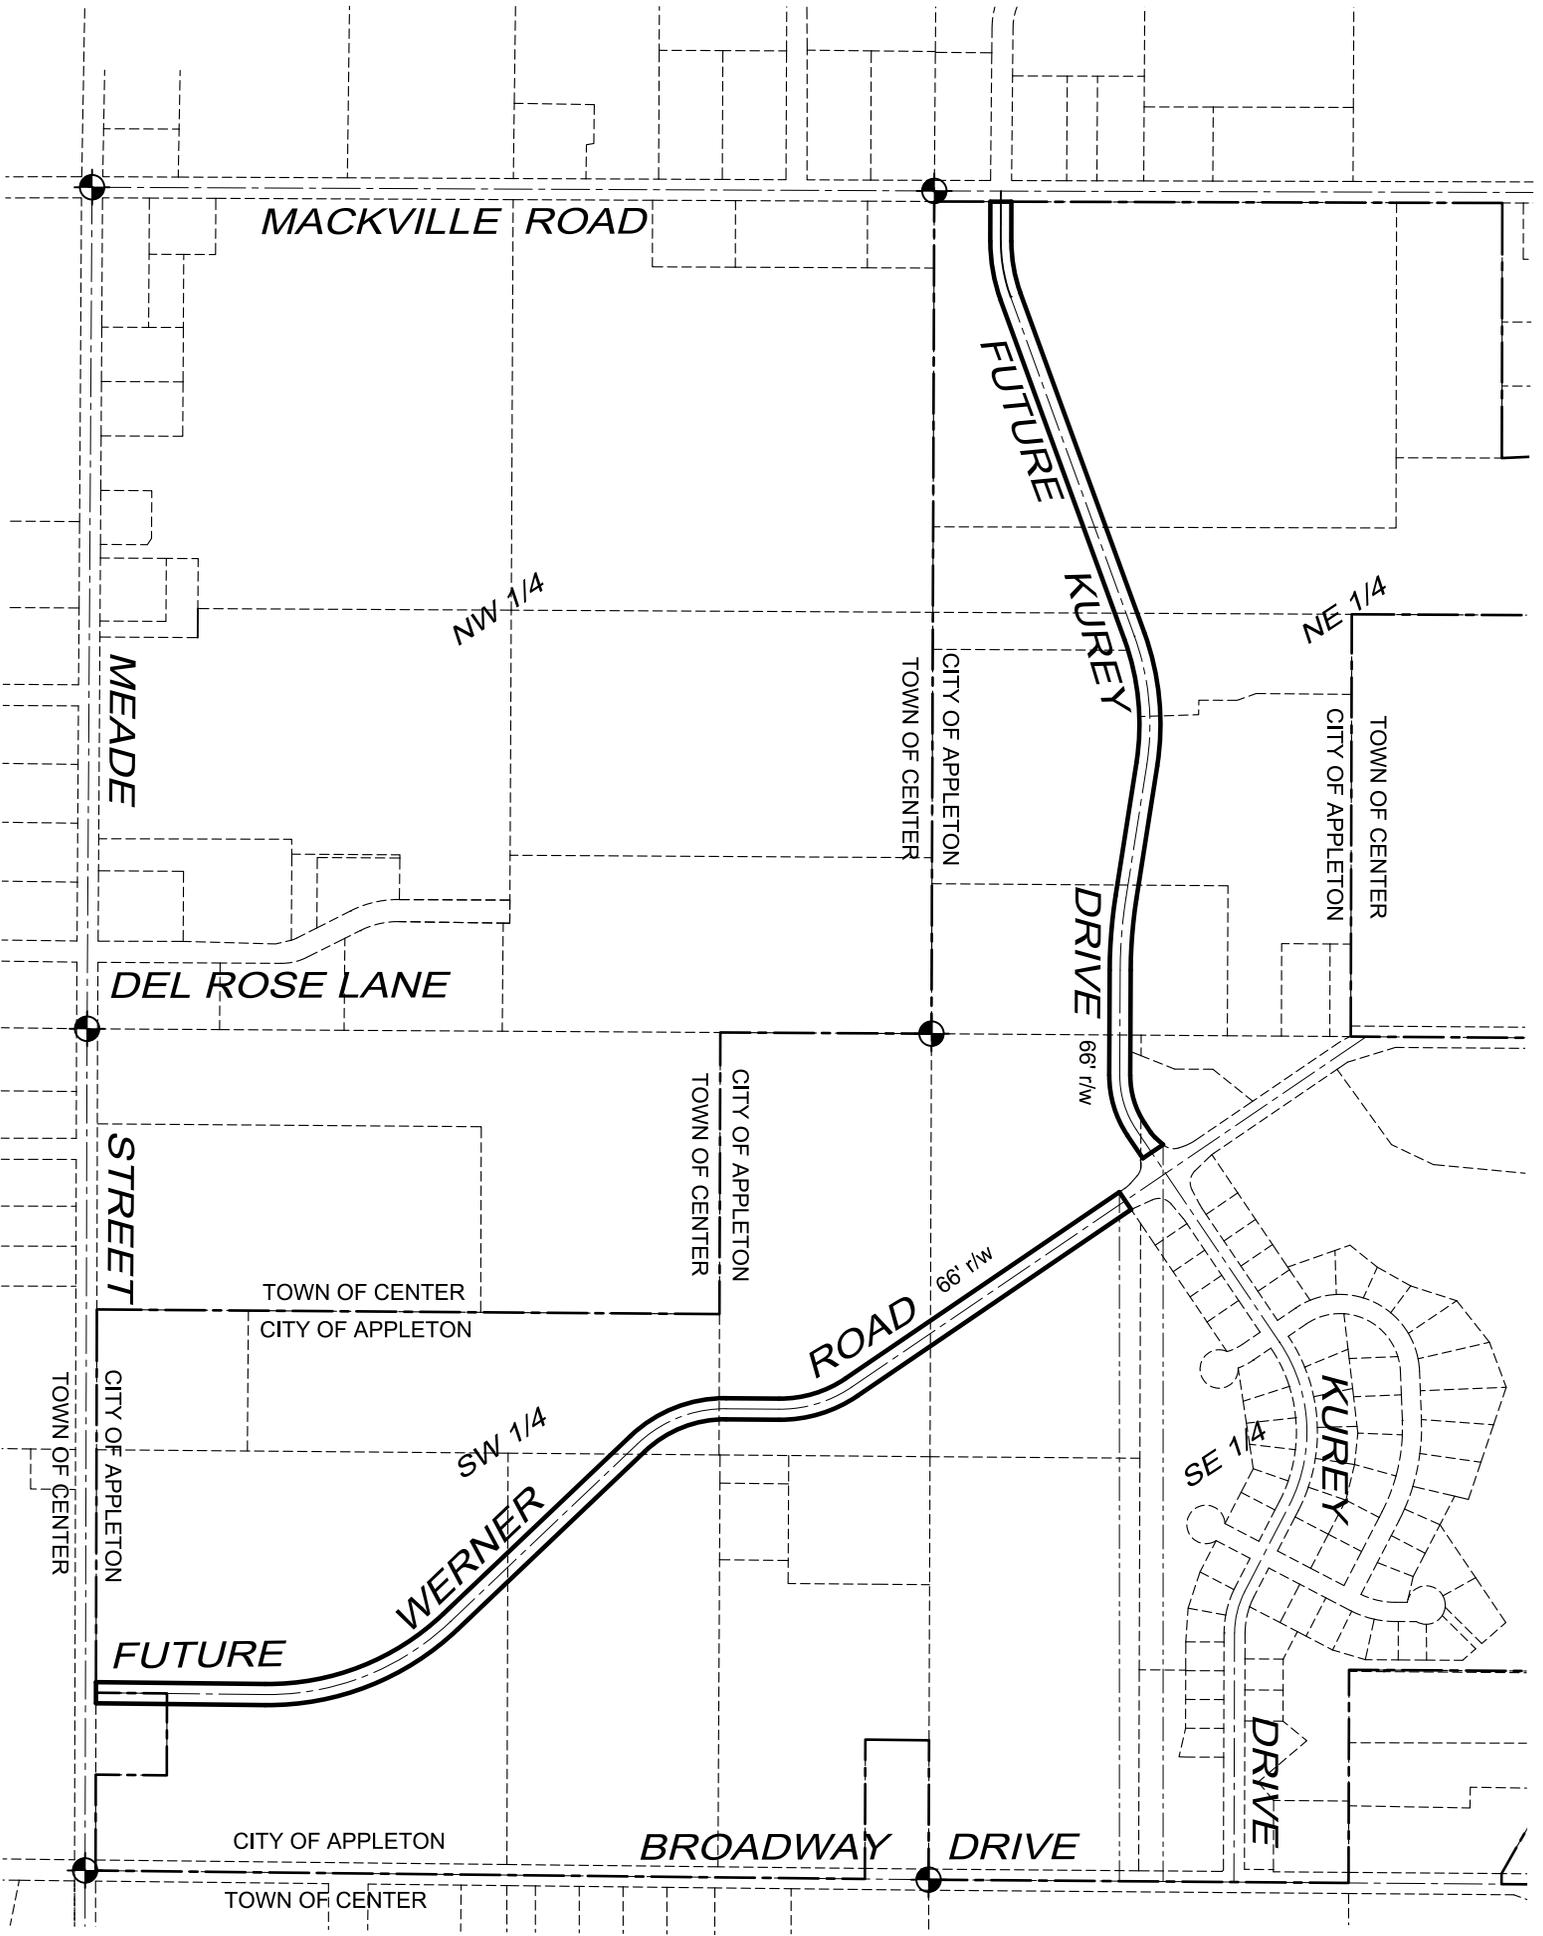 MACKVILLE ROAD
FUTURE
KUREY
DRIVE
66' r/w
NW 1/4
NE 1/4
MEADE
STREET
CITY OF APPLETON
TOWN OF CENTER
TOWN OF CENTER
CITY OF APPLETON
DEL ROSE LANE
CITY OF APPLETON
TOWN OF CENTER
TOWN OF CENTER
CITY OF APPLETON
CITY OF APPLETON
TOWN OF CENTER
66' r/w
FUTURE
WERNER
ROAD
SW 1/4
SE 1/4
KUREY
DRIVE
CITY OF APPLETON
TOWN OF CENTER
BROADWAY DRIVE